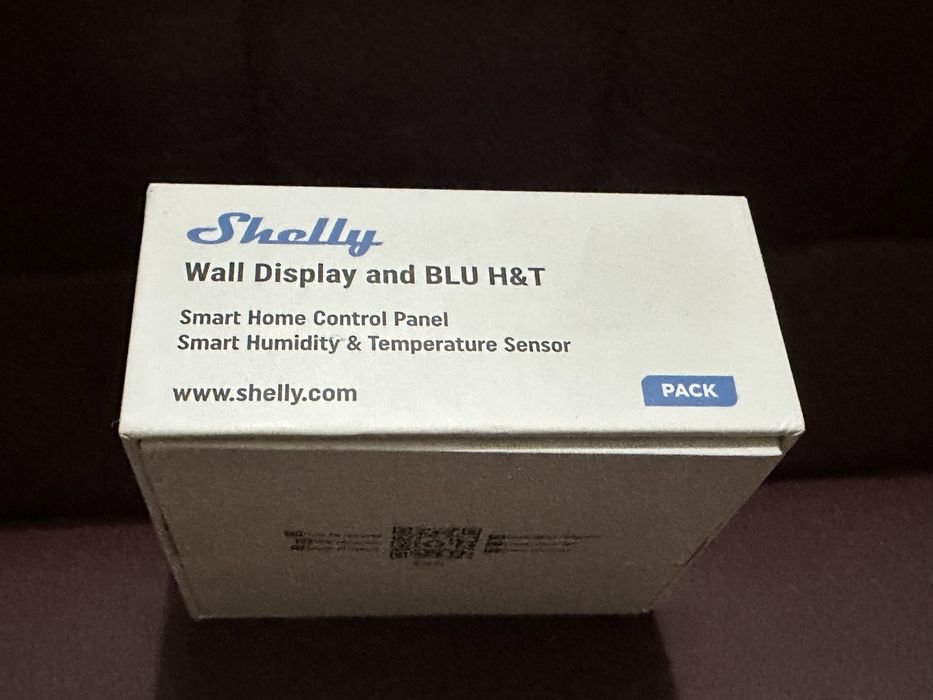 Shelly
Wall Display and BLU H&T
Smart Home Control Panel
Smart Humidity & Temperature Sensor
www.shelly.com
PACK